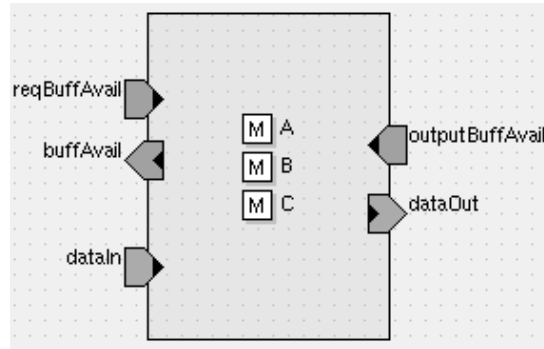 reqBuffAvail
buffAvail
dataIn
M A
M B
M C
outputBuffAvail
dataOut